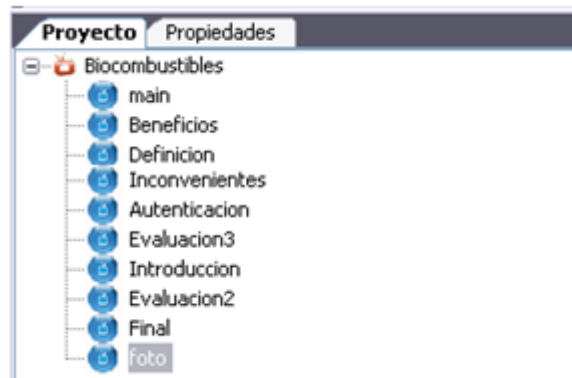 Proyecto Propiedades
Biocombustibles
main
Beneficios
Definicion
Inconvenientes
Autenticacion
Evaluacion3
Introduccion
Evaluacion2
Final
foto